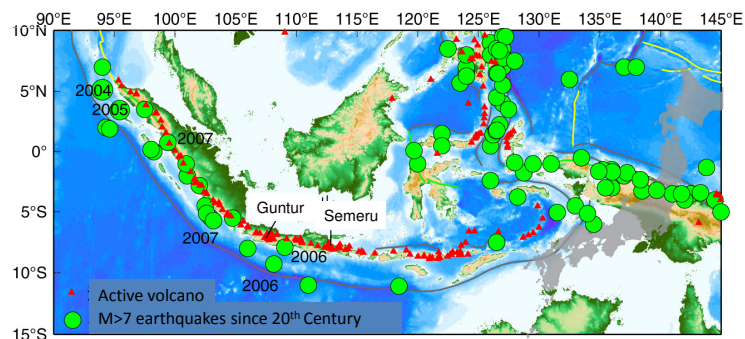 90°E 95°E 100°E 105°E 110°E 115°E 120°E 125°E 130°E 135°E 140°E 145°E
10°N
5°N
2004
2005
2007
0°
Guntur
Semeru
5°S
2007
2006
10°S
2006
Active volcano
M>7 earthquakes since 20th Century
15°S